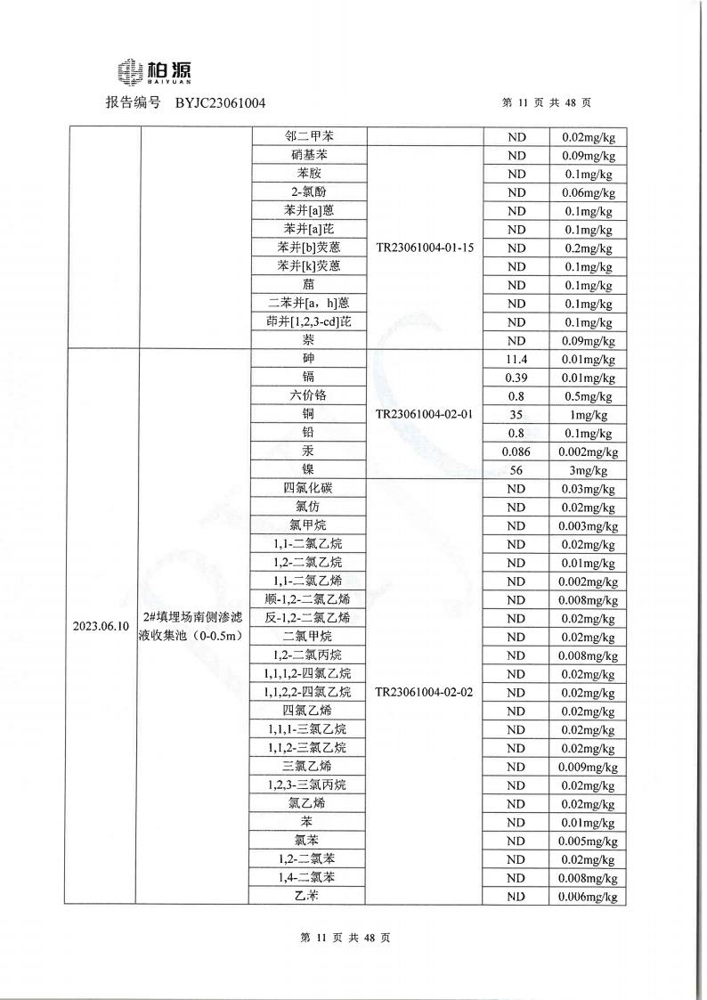 柏源
BAIYUAN
报告编号 BYJC23061004 第 11 页 共 48 页
邻二甲苯 ND 0.02mg/kg
硝基苯 ND 0.09mg/kg
苯胺 ND 0.1mg/kg
2-氯酚 ND 0.06mg/kg
苯并[a]蒽 ND 0.1mg/kg
苯并[a]芘 ND 0.1mg/kg
苯并[b]荧蒽 TR23061004-01-15 ND 0.2mg/kg
苯并[k]荧蒽 ND 0.1mg/kg
䓛 ND 0.1mg/kg
二苯并[a，h]蒽 ND 0.1mg/kg
茚并[1,2,3-cd]芘 ND 0.1mg/kg
萘 ND 0.09mg/kg
砷 11.4 0.01mg/kg
镉 0.39 0.01mg/kg
六价铬 0.8 0.5mg/kg
铜 TR23061004-02-01 35 1mg/kg
铅 0.8 0.1mg/kg
汞 0.086 0.002mg/kg
镍 56 3mg/kg
四氯化碳 ND 0.03mg/kg
氯仿 ND 0.02mg/kg
氯甲烷 ND 0.003mg/kg
1,1-二氯乙烷 ND 0.02mg/kg
1,2-二氯乙烷 ND 0.01mg/kg
1,1-二氯乙烯 ND 0.002mg/kg
顺-1,2-二氯乙烯 ND 0.008mg/kg
2023.06.10 2#填埋场南侧渗滤 反-1,2-二氯乙烯 ND 0.02mg/kg
液收集池（0-0.5m） 二氯甲烷 ND 0.02mg/kg
1,2-二氯丙烷 ND 0.008mg/kg
1,1,1,2-四氯乙烷 ND 0.02mg/kg
1,1,2,2-四氯乙烷 TR23061004-02-02 ND 0.02mg/kg
四氯乙烯 ND 0.02mg/kg
1,1,1-三氯乙烷 ND 0.02mg/kg
1,1,2-三氯乙烷 ND 0.02mg/kg
三氯乙烯 ND 0.009mg/kg
1,2,3-三氯丙烷 ND 0.02mg/kg
氯乙烯 ND 0.02mg/kg
苯 ND 0.01mg/kg
氯苯 ND 0.005mg/kg
1,2-二氯苯 ND 0.02mg/kg
1,4-二氯苯 ND 0.008mg/kg
乙苯 ND 0.006mg/kg
第 11 页 共 48 页